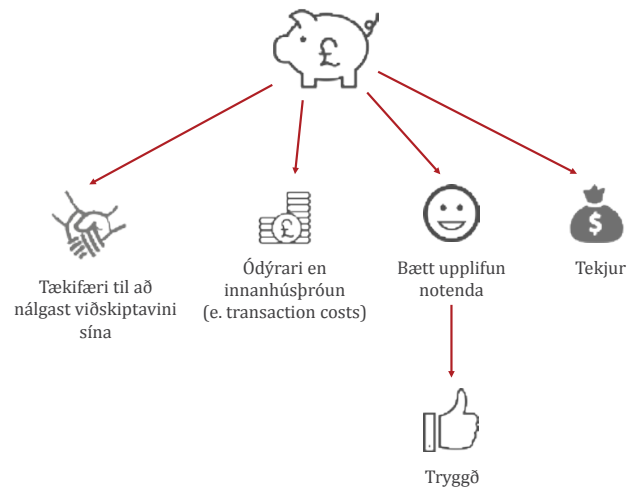 £
£
$
Tækifæri til að
nálgast viðskiptavini
sína
Ódýrari en
innanhúsþróun
(e. transaction costs)
Bætt upplifun
notenda
Tekjur
Tryggð